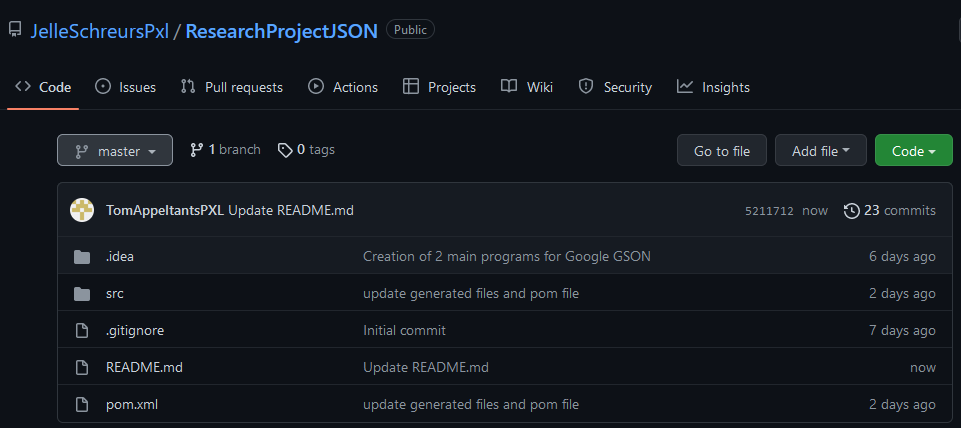 JelleSchreursPxl / ResearchProjectJSON Public
Code Issues Pull requests Actions Projects Wiki Security Insights
master 1 branch 0 tags Go to file Add file Code
TomAppeltantsPXL Update README.md 5211712 now 23 commits
.idea Creation of 2 main programs for Google GSON 6 days ago
src update generated files and pom file 2 days ago
.gitignore Initial commit 7 days ago
README.md Update README.md now
pom.xml update generated files and pom file 2 days ago